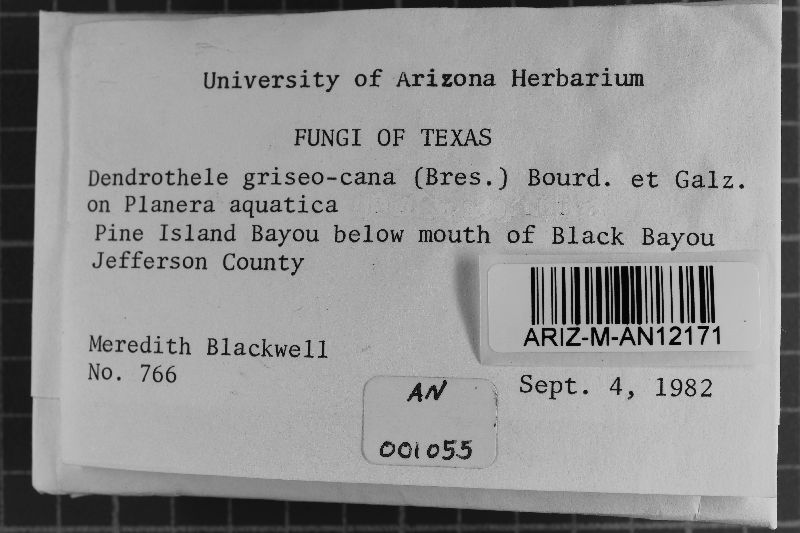 University of Arizona Herbarium
FUNGI OF TEXAS
Dendrothele griseo-cana (Bres.) Bourd. et Galz.
on Planera aquatica
Pine Island Bayou below mouth of Black Bayou
Jefferson County
ARIZ-M-AN12171
Meredith Blackwell
No. 766
Sept. 4, 1982
AN
001055